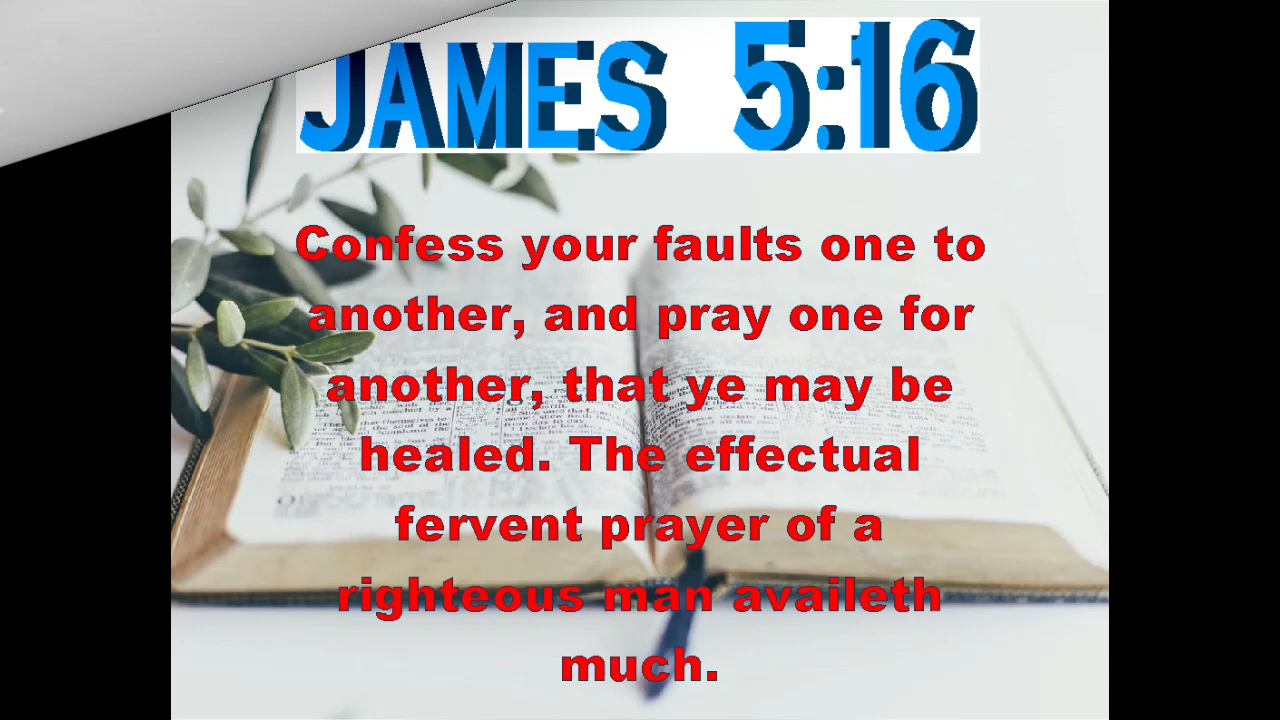 JAMES 5:16
Confess your faults one to
another, and pray one for
another, that ye may be
healed. The effectual
fervent prayer of a
righteous man availeth
much.